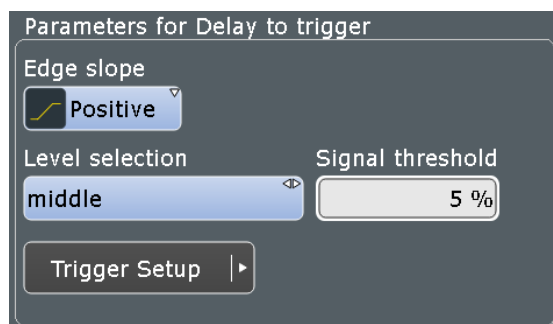 Parameters for Delay to trigger
Edge slope
Positive
Level selection Signal threshold
middle 5 %
Trigger Setup